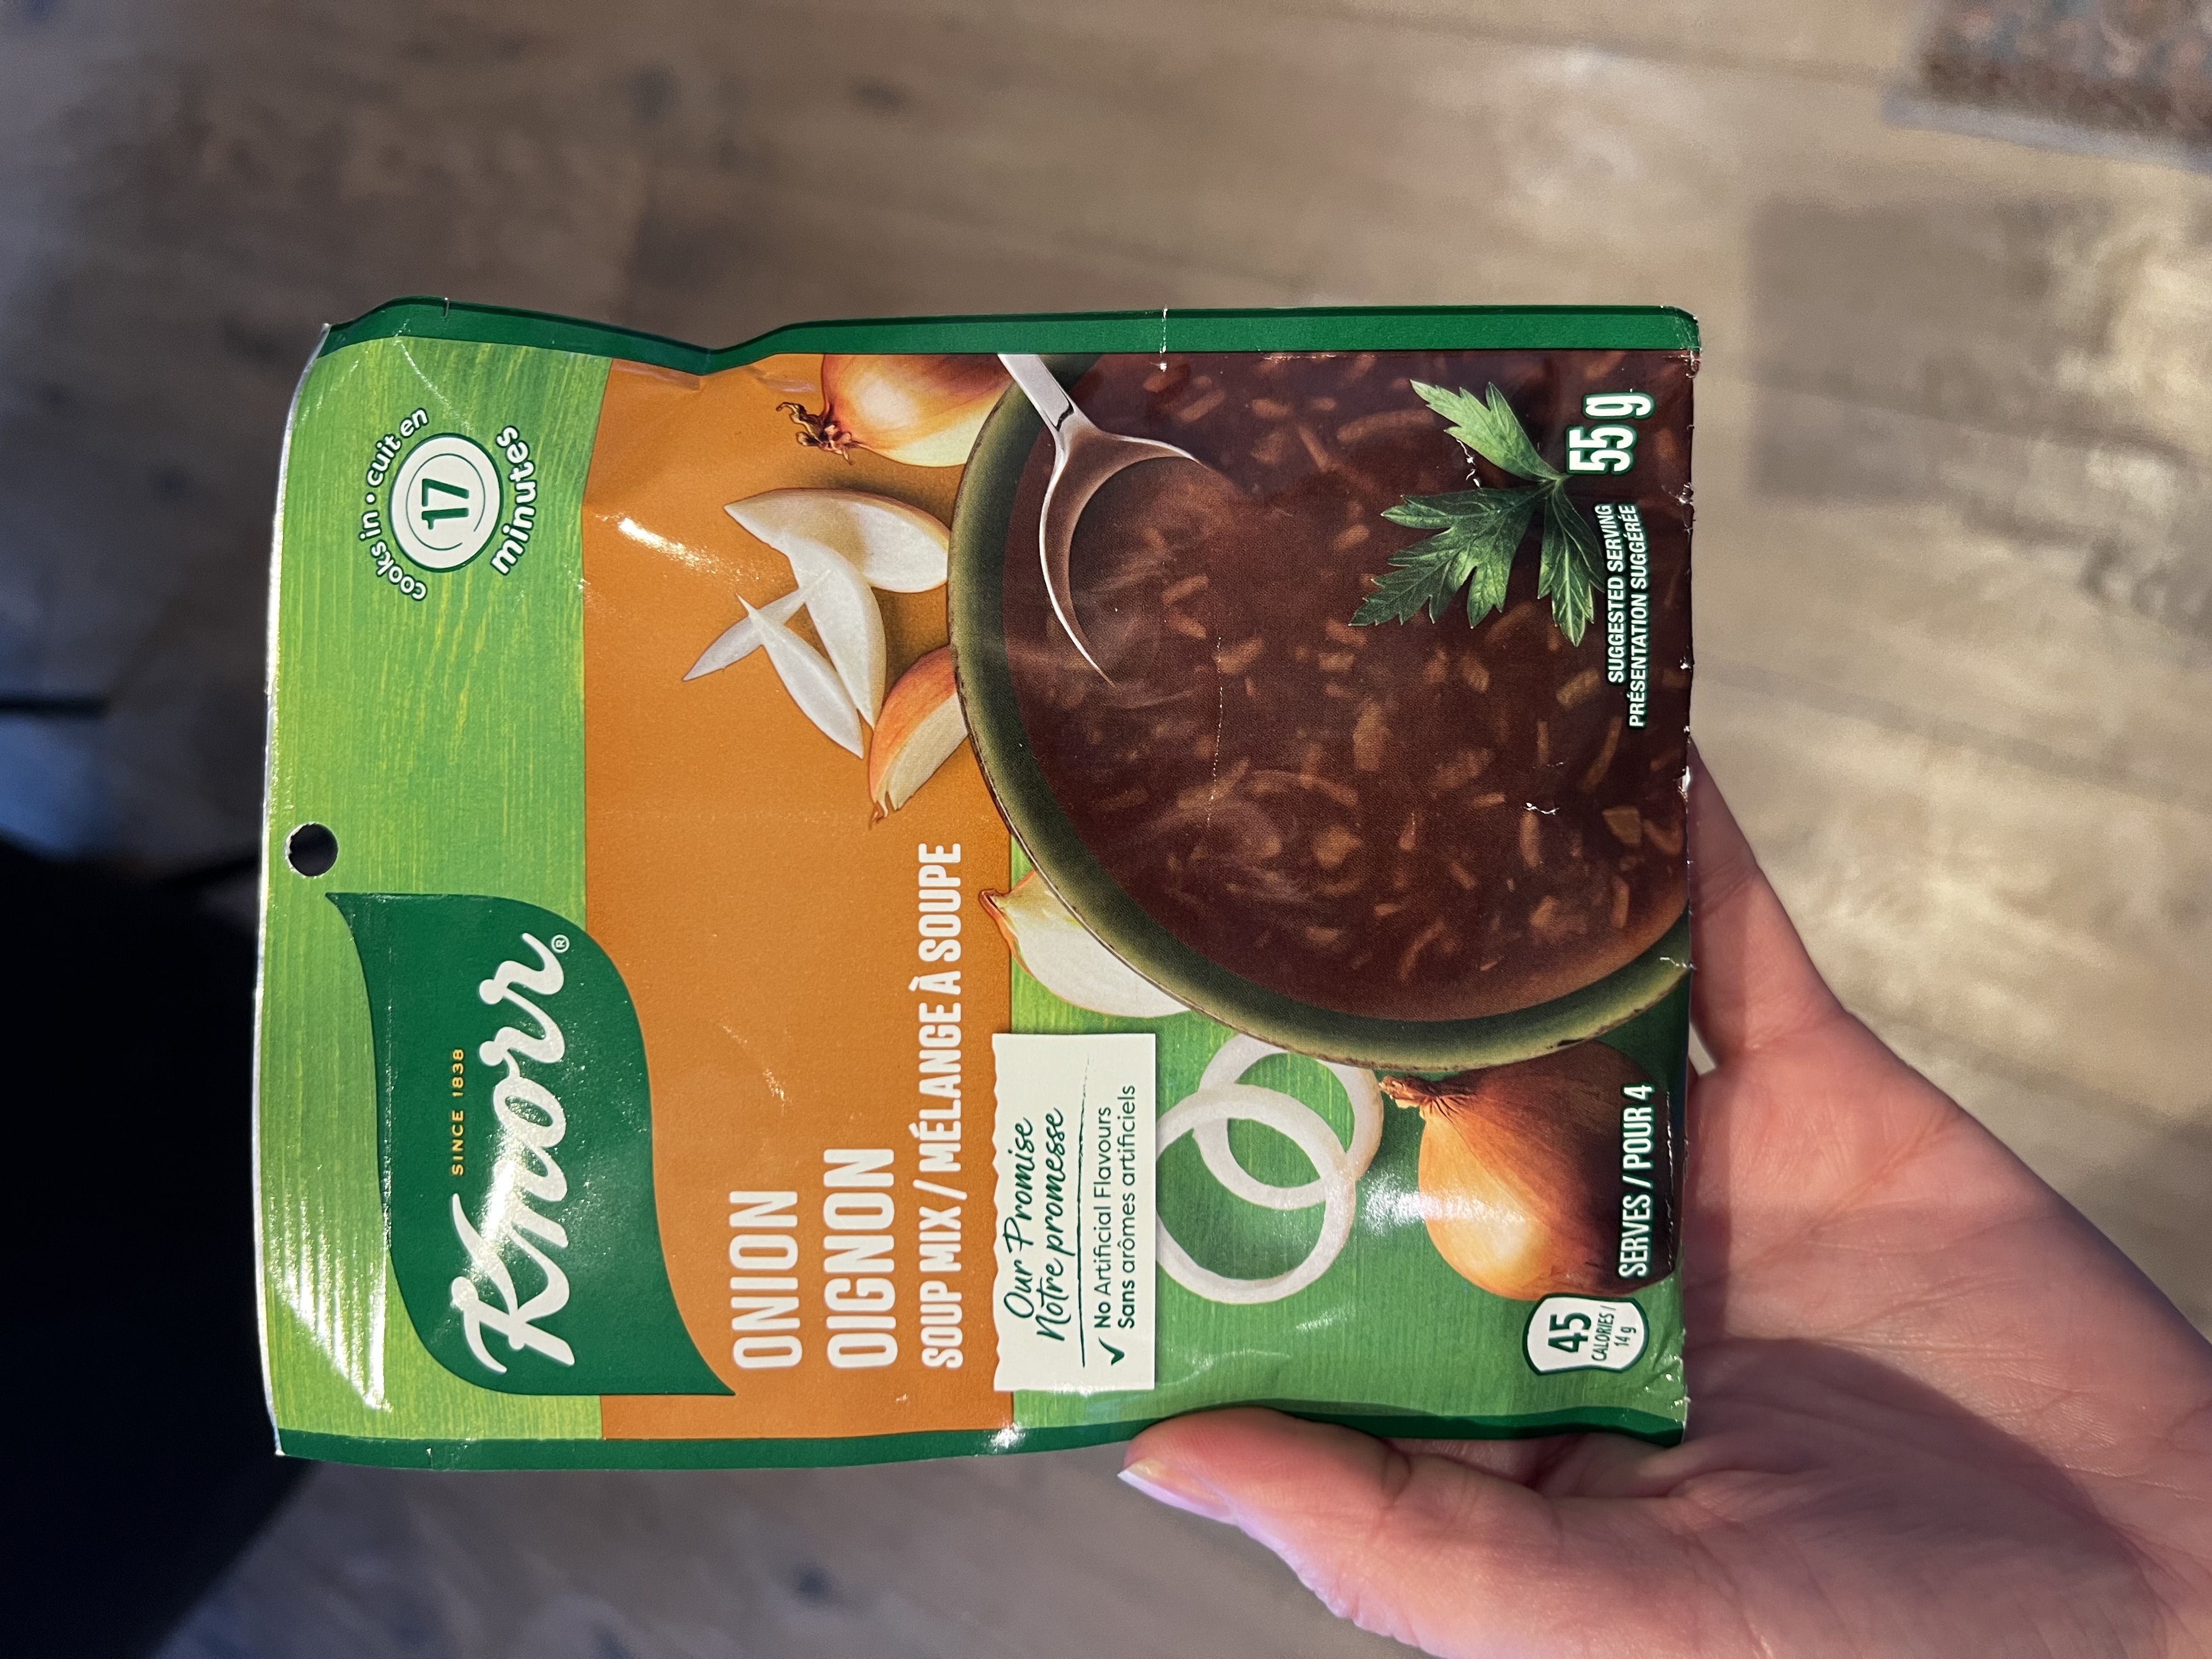 SINCE 1838
Knorr®
cooks in • cuit en
17
minutes
ONION
OIGNON
SOUP MIX / MÉLANGE À SOUPE
Our Promise
Notre promesse
✓ No Artificial Flavours
Sans arômes artificiels
45
CALORIES /
14 g
SERVES / POUR 4
SUGGESTED SERVING
PRÉSENTATION SUGGÉRÉE
55 g